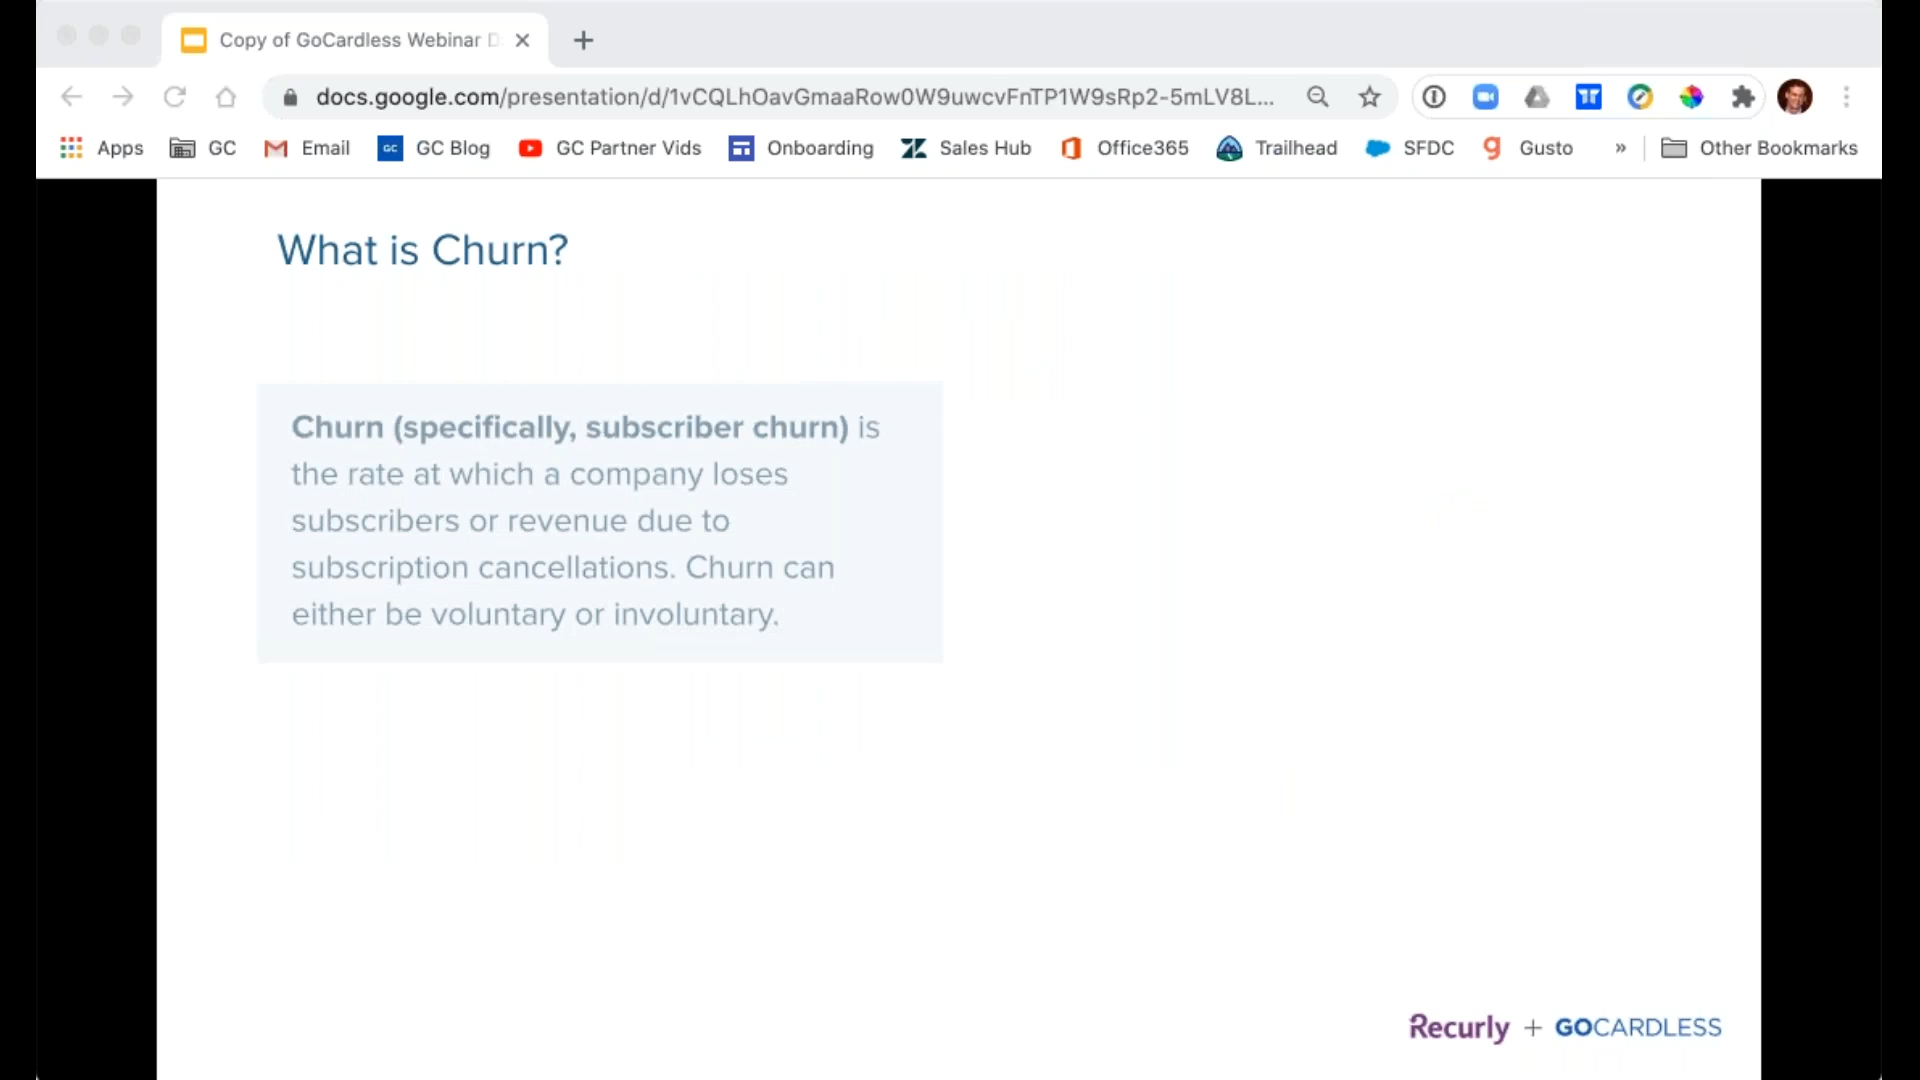 Copy of GoCardless Webinar D
docs.google.com/presentation/d/1vCQLhOavGmaaRow0W9uwcvFnTP1W9sRp2-5mLV8L...
Apps GC Email GC GC Blog GC Partner Vids Onboarding Sales Hub Office365 Trailhead SFDC Gusto » Other Bookmarks
What is Churn?
Churn (specifically, subscriber churn) is
the rate at which a company loses
subscribers or revenue due to
subscription cancellations. Churn can
either be voluntary or involuntary.
Recurly + GOCARDLESS